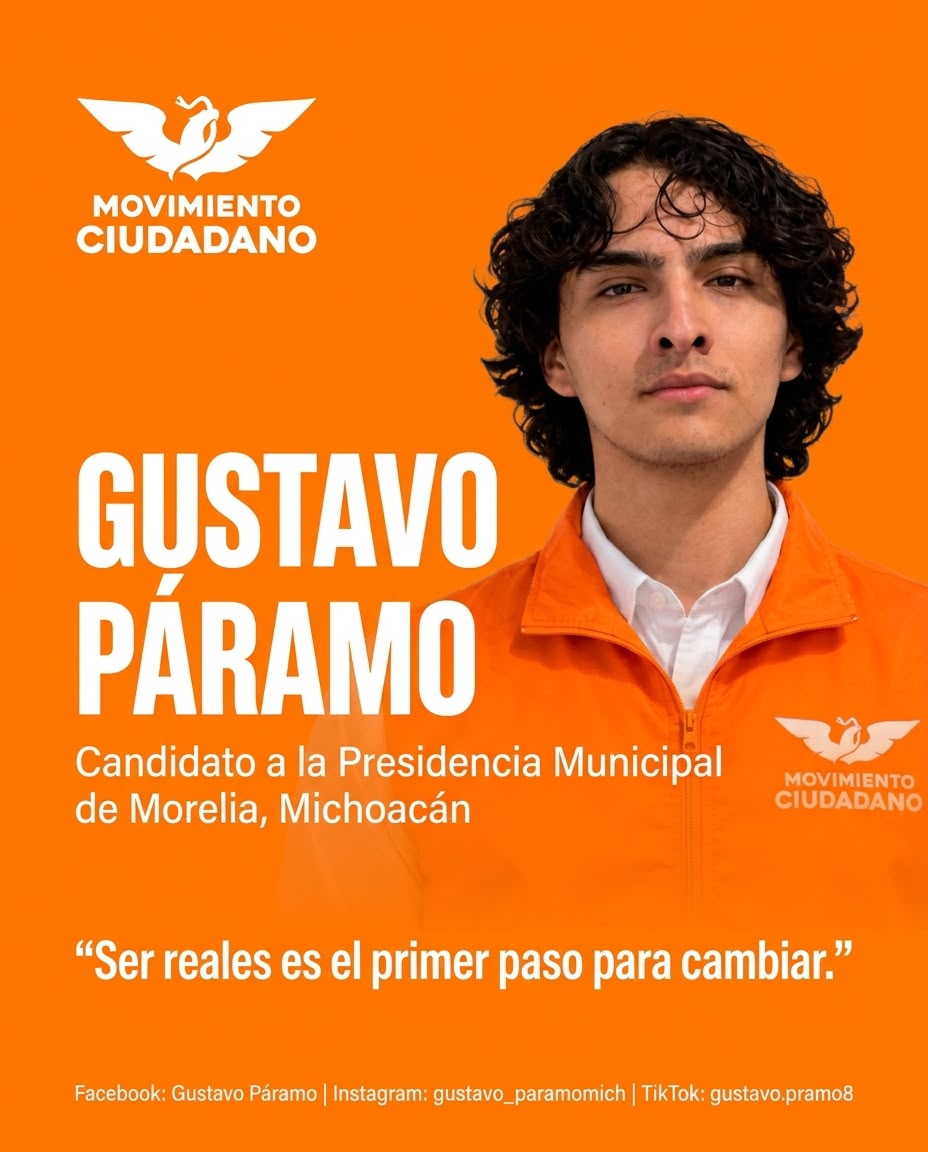 MOVIMIENTO
CIUDADANO
GUSTAVO
PÁRAMO
Candidato a la Presidencia Municipal
de Morelia, Michoacán
MOVIMIENTO
CIUDADANO
“Ser reales es el primer paso para cambiar.”
Facebook: Gustavo Páramo | Instagram: gustavo_paramomich | TikTok: gustavo.pramo8